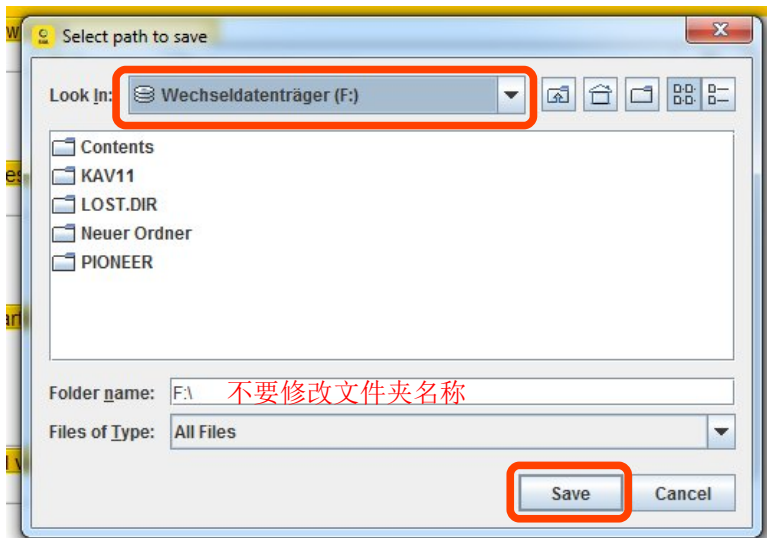 Select path to save
Look In: Wechseldatenträger (F:)
Contents
KAV11
LOST.DIR
Neuer Ordner
PIONEER
Folder name: F:\ 不要修改文件夹名称
Files of Type: All Files
Save Cancel